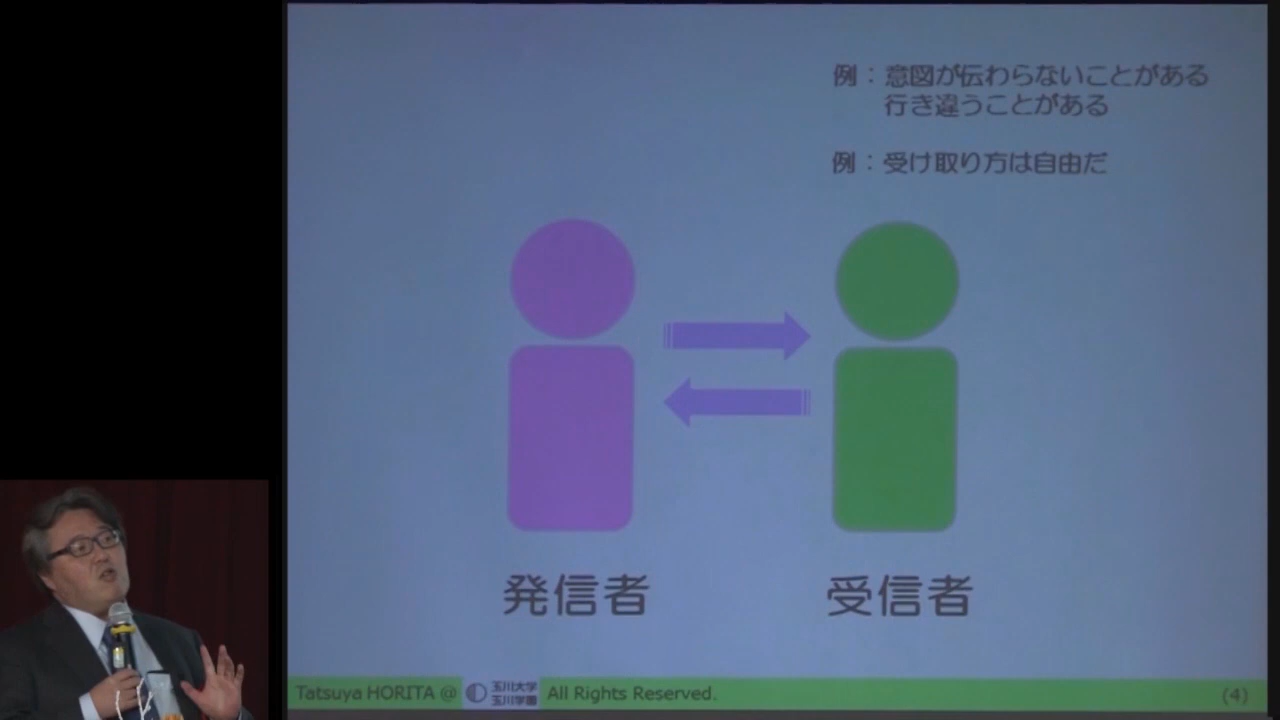 例：意図が伝わらないことがある
行き違うことがある
例：受け取り方は自由だ
発信者
受信者
Tatsuya HORITA @ 玉川大学 玉川学園 All Rights Reserved.
(4)